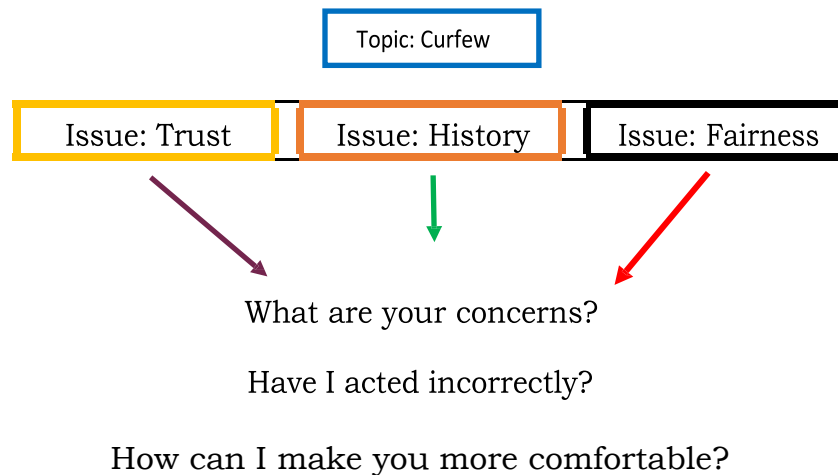 Topic: Curfew
Issue: Trust
Issue: History
Issue: Fairness
What are your concerns?
Have I acted incorrectly?
How can I make you more comfortable?